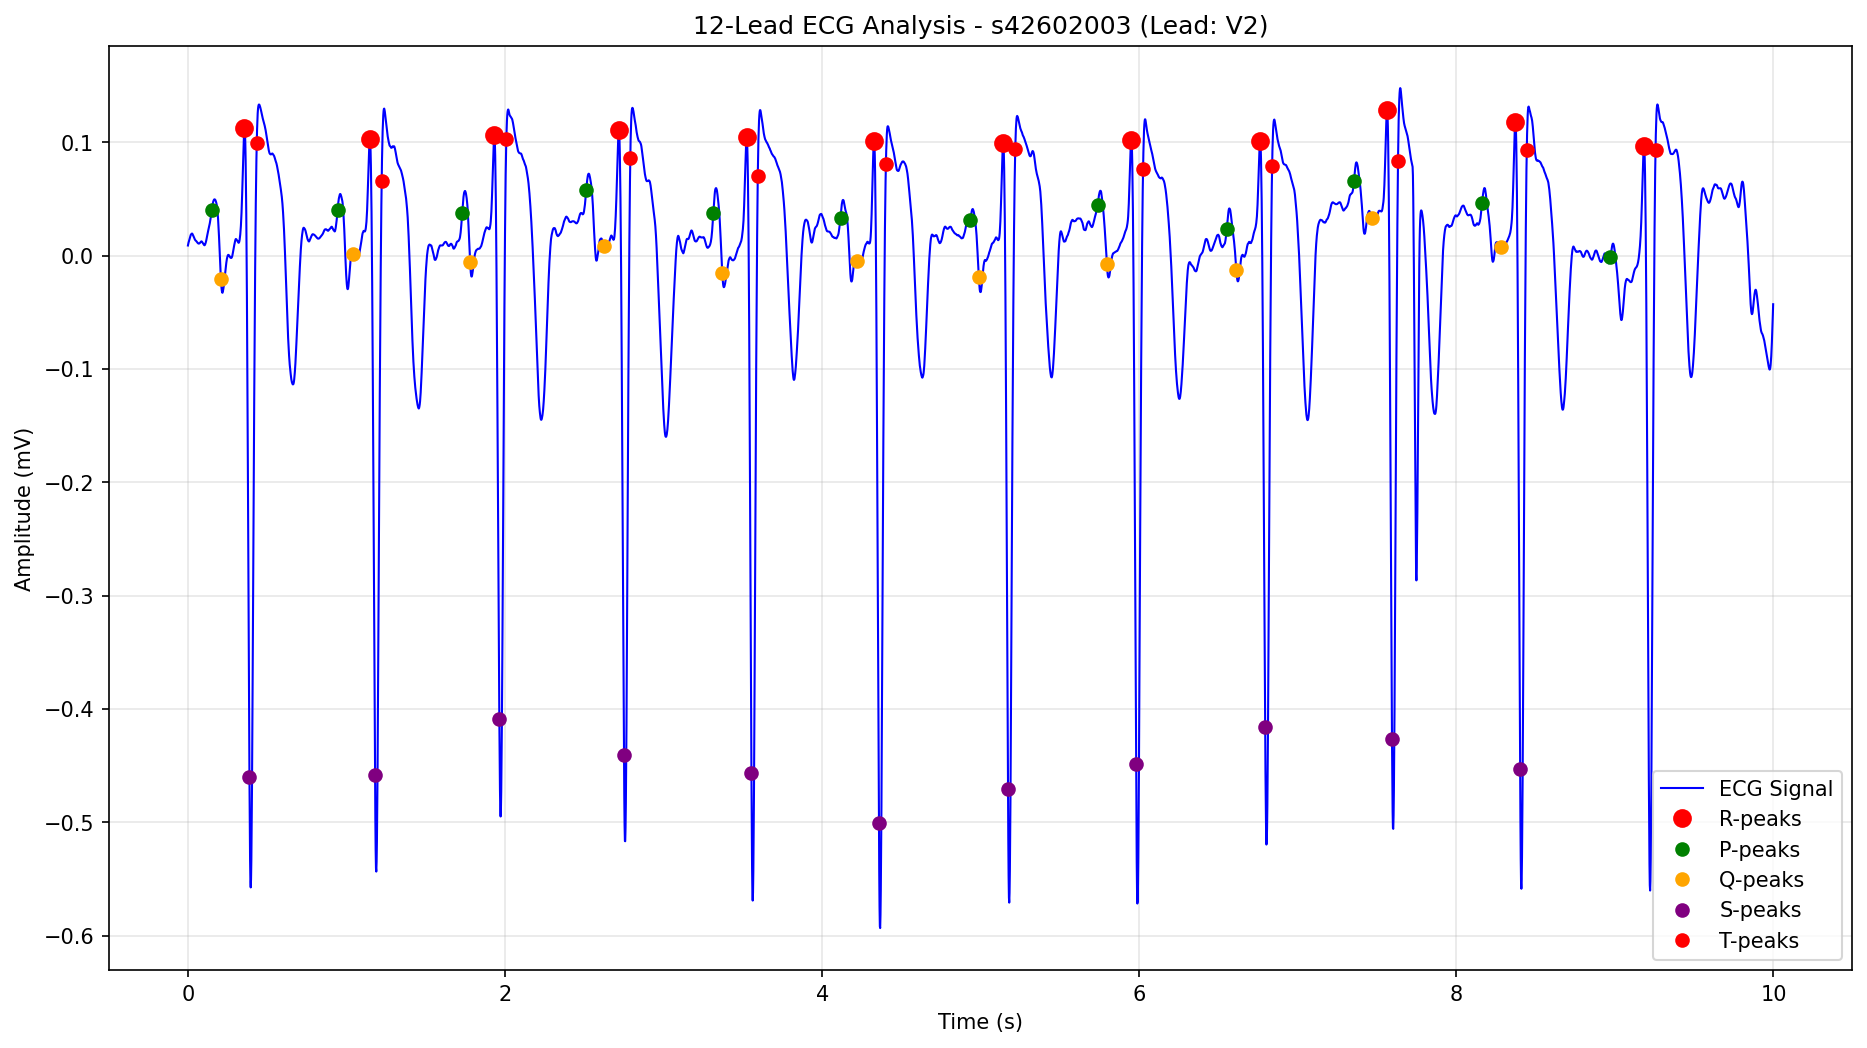 12-Lead ECG Analysis - s42602003 (Lead: V2)
Amplitude (mV)
0.1
0.0
−0.1
−0.2
−0.3
−0.4
−0.5
−0.6
ECG Signal
R-peaks
P-peaks
Q-peaks
S-peaks
T-peaks
0 2 4 6 8 10
Time (s)